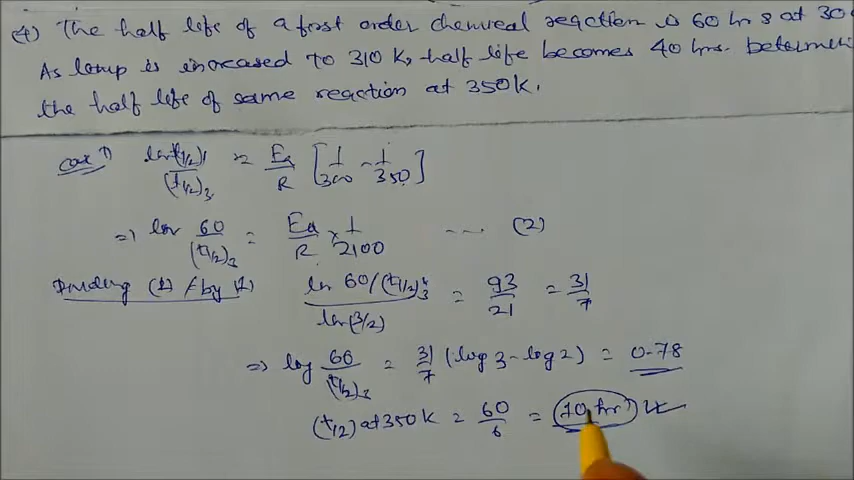 (4) The half life of a first order chemical reaction is 60 hrs at 30
As temp is increased to 310 K, half life becomes 40 hrs. Determine
the half life of same reaction at 350K.
ln (t1/2)1 / (t1/2)3 = Ea/R [1/300 - 1/350]
=) ln 60/(t1/2)3 = Ea/R × 1/2100 ---- (2)
Dividing (1) / by (2) ln 60/(t1/2)3 / ln(3/2) = 93/21 = 31/7
=> log 60/(t1/2)3 = 31/7 (log 3 - log 2) = 0.78
(t1/2) at 350 K = 60/6 = 10 hr